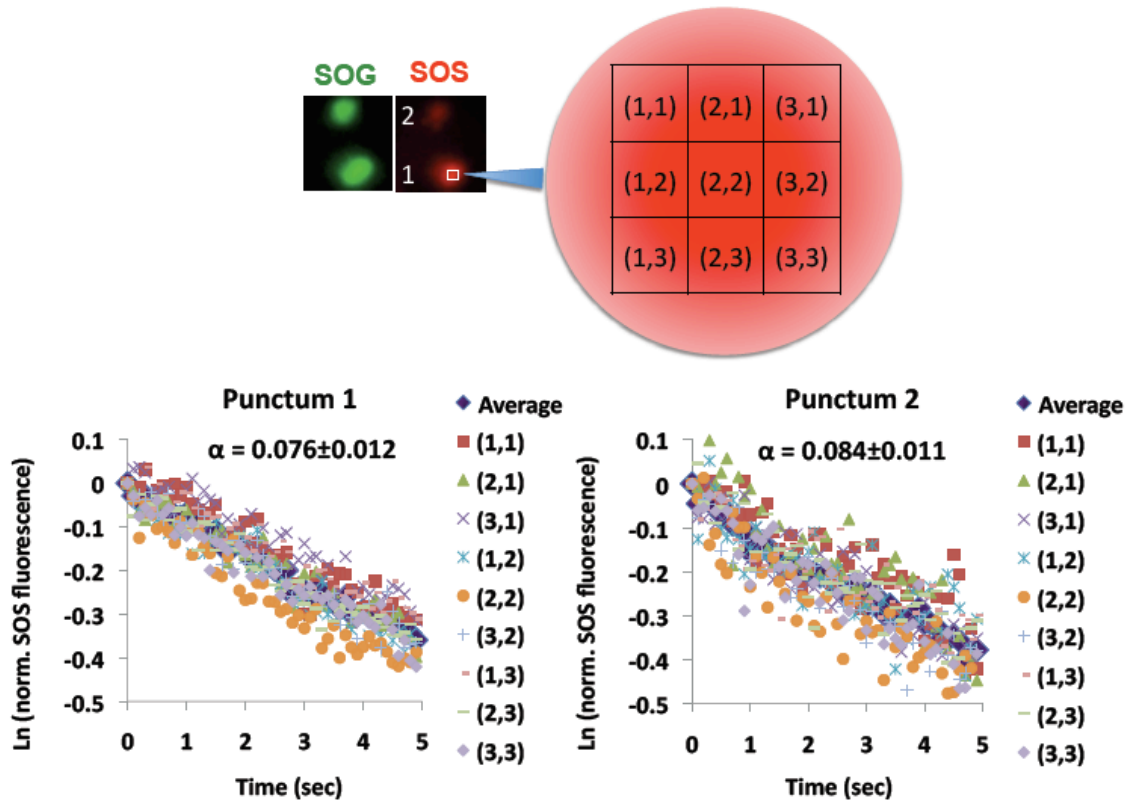 SOG SOS
2
1
(1,1) (2,1) (3,1)
(1,2) (2,2) (3,2)
(1,3) (2,3) (3,3)
Punctum 1
α = 0.076±0.012
Ln (norm. SOS fluorescence)
0.1
0
-0.1
-0.2
-0.3
-0.4
-0.5
0 1 2 3 4 5
Time (sec)
Average
(1,1)
(2,1)
(3,1)
(1,2)
(2,2)
(3,2)
(1,3)
(2,3)
(3,3)
Punctum 2
α = 0.084±0.011
Ln (norm. SOS fluorescence)
0.1
0
-0.1
-0.2
-0.3
-0.4
-0.5
0 1 2 3 4 5
Time (sec)
Average
(1,1)
(2,1)
(3,1)
(1,2)
(2,2)
(3,2)
(1,3)
(2,3)
(3,3)